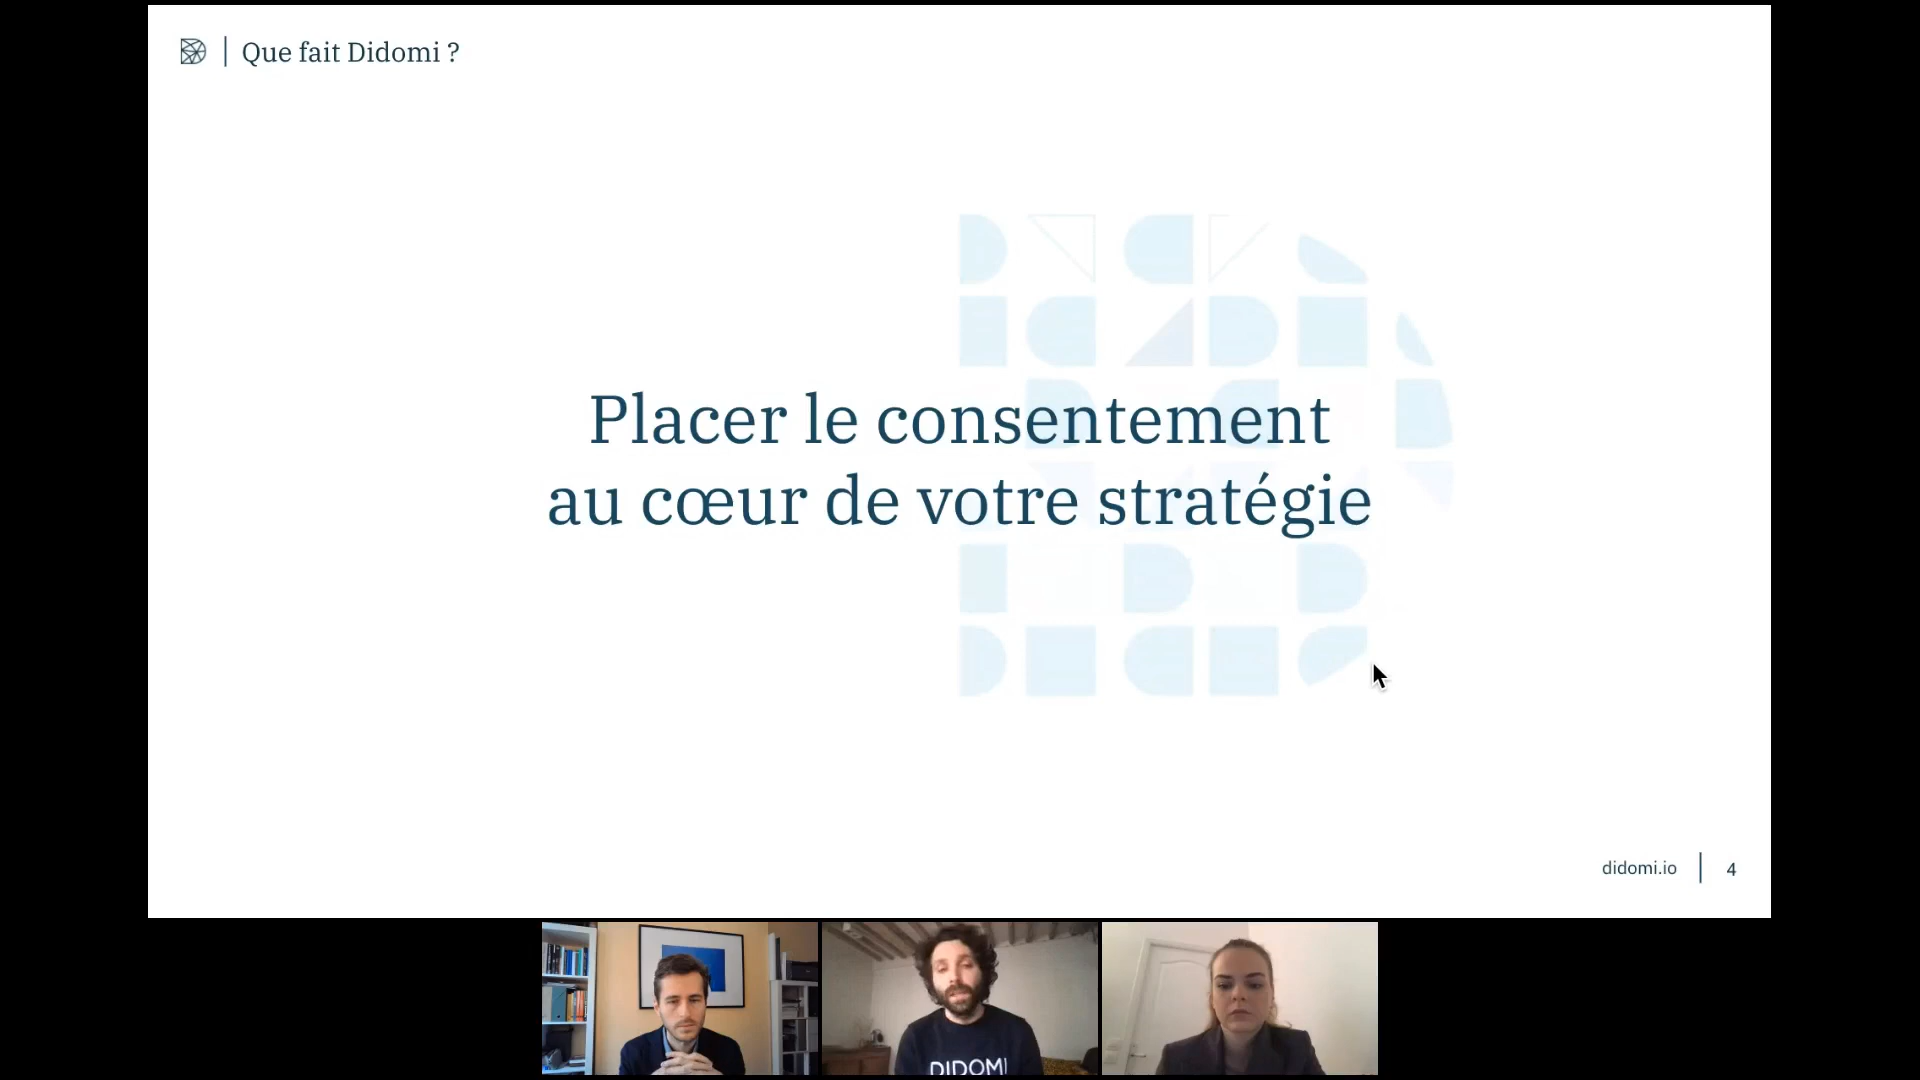 Que fait Didomi ?
Placer le consentement
au cœur de votre stratégie
didomi.io
4
DIDOMI